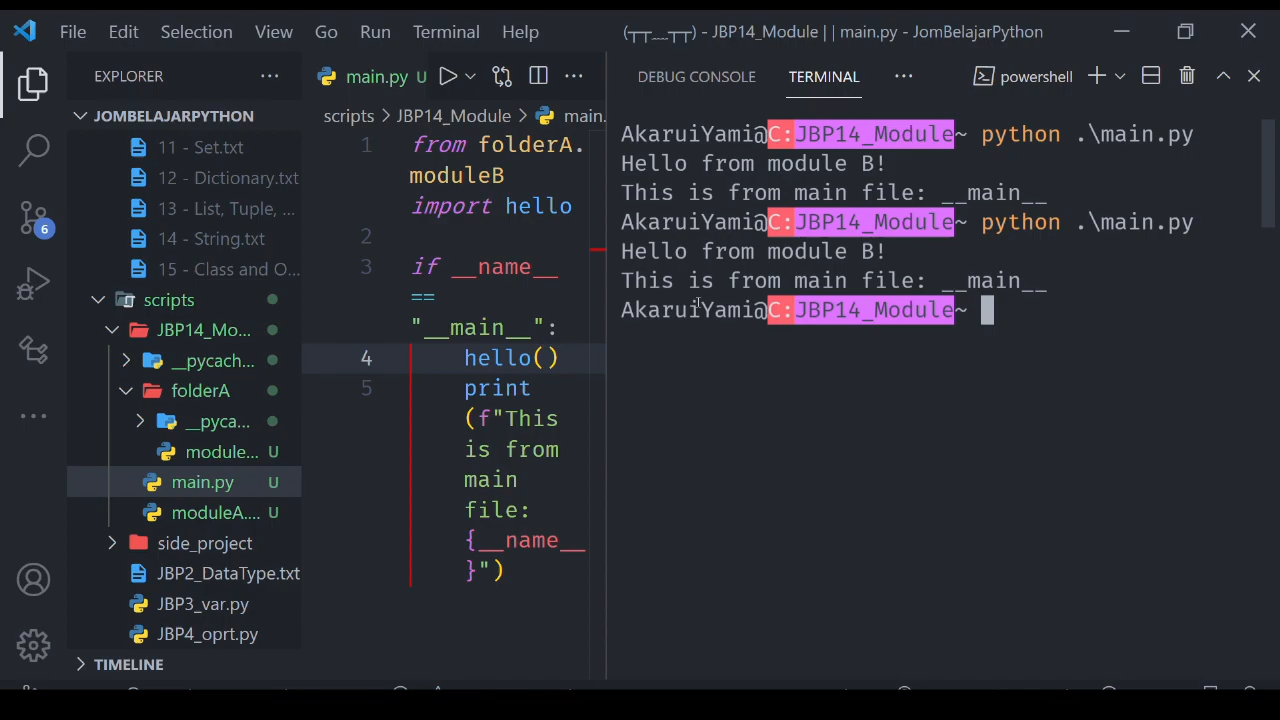 File Edit Selection View Go Run Terminal Help
(┬┬﹏┬┬) - JBP14_Module | | main.py - JomBelajarPython
EXPLORER
JOMBELAJARPYTHON
11 - Set.txt
12 - Dictionary.txt
13 - List, Tuple, ...
14 - String.txt
15 - Class and O...
scripts
JBP14_Mo...
__pycach...
folderA
__pyca...
module... U
main.py U
moduleA.... U
side_project
JBP2_DataType.txt
JBP3_var.py
JBP4_oprt.py
TIMELINE
6
main.py U
scripts > JBP14_Module > main.
1 from folderA.
moduleB
import hello
2
3 if __name__
==
"__main__":
4 hello()
5 print
(f"This
is from
main
file:
{__name__
}")
DEBUG CONSOLE TERMINAL powershell
AkaruiYami@C:JBP14_Module~ python .\main.py
Hello from module B!
This is from main file: __main__
AkaruiYami@C:JBP14_Module~ python .\main.py
Hello from module B!
This is from main file: __main__
AkaruiYami@C:JBP14_Module~